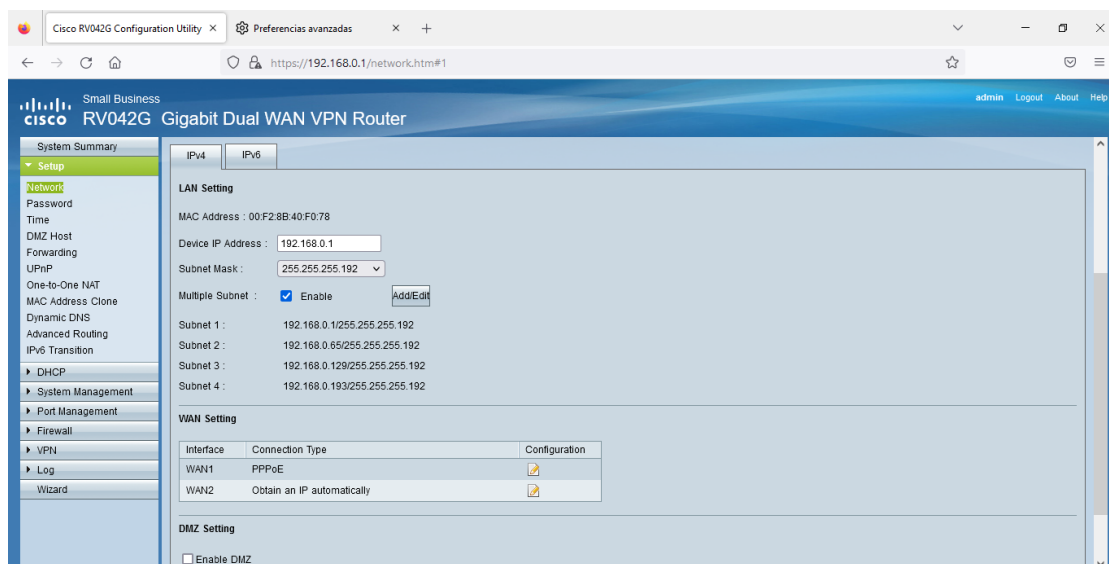 Cisco RV042G Configuration Utility
Preferencias avanzadas
https://192.168.0.1/network.htm#1
Small Business
cisco RV042G Gigabit Dual WAN VPN Router
admin Logout About Help
System Summary
Setup
Network
Password
Time
DMZ Host
Forwarding
UPnP
One-to-One NAT
MAC Address Clone
Dynamic DNS
Advanced Routing
IPv6 Transition
DHCP
System Management
Port Management
Firewall
VPN
Log
Wizard
IPv4 IPv6
LAN Setting
MAC Address : 00:F2:8B:40:F0:78
Device IP Address : 192.168.0.1
Subnet Mask : 255.255.255.192
Multiple Subnet : Enable Add/Edit
Subnet 1 : 192.168.0.1/255.255.255.192
Subnet 2 : 192.168.0.65/255.255.255.192
Subnet 3 : 192.168.0.129/255.255.255.192
Subnet 4 : 192.168.0.193/255.255.255.192
WAN Setting
Interface Connection Type Configuration
WAN1 PPPoE
WAN2 Obtain an IP automatically
DMZ Setting
Enable DMZ